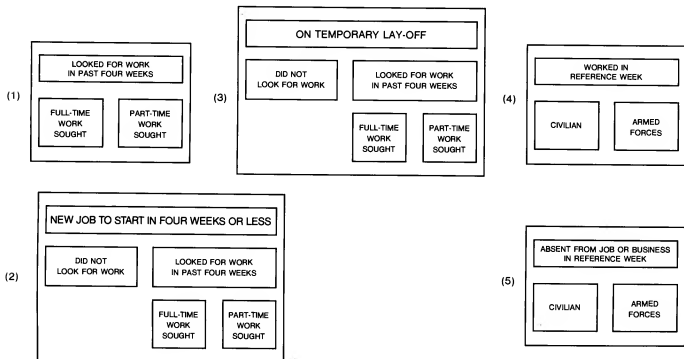 (1)
LOOKED FOR WORK
IN PAST FOUR WEEKS
FULL-TIME
WORK
SOUGHT
PART-TIME
WORK
SOUGHT
(2)
NEW JOB TO START IN FOUR WEEKS OR LESS
DID NOT
LOOK FOR WORK
LOOKED FOR WORK
IN PAST FOUR WEEKS
FULL-TIME
WORK
SOUGHT
PART-TIME
WORK
SOUGHT
(3)
ON TEMPORARY LAY-OFF
DID NOT
LOOK FOR WORK
LOOKED FOR WORK
IN PAST FOUR WEEKS
FULL-TIME
WORK
SOUGHT
PART-TIME
WORK
SOUGHT
(4)
WORKED IN
REFERENCE WEEK
CIVILIAN
ARMED
FORCES
(5)
ABSENT FROM JOB OR BUSINESS
IN REFERENCE WEEK
CIVILIAN
ARMED
FORCES